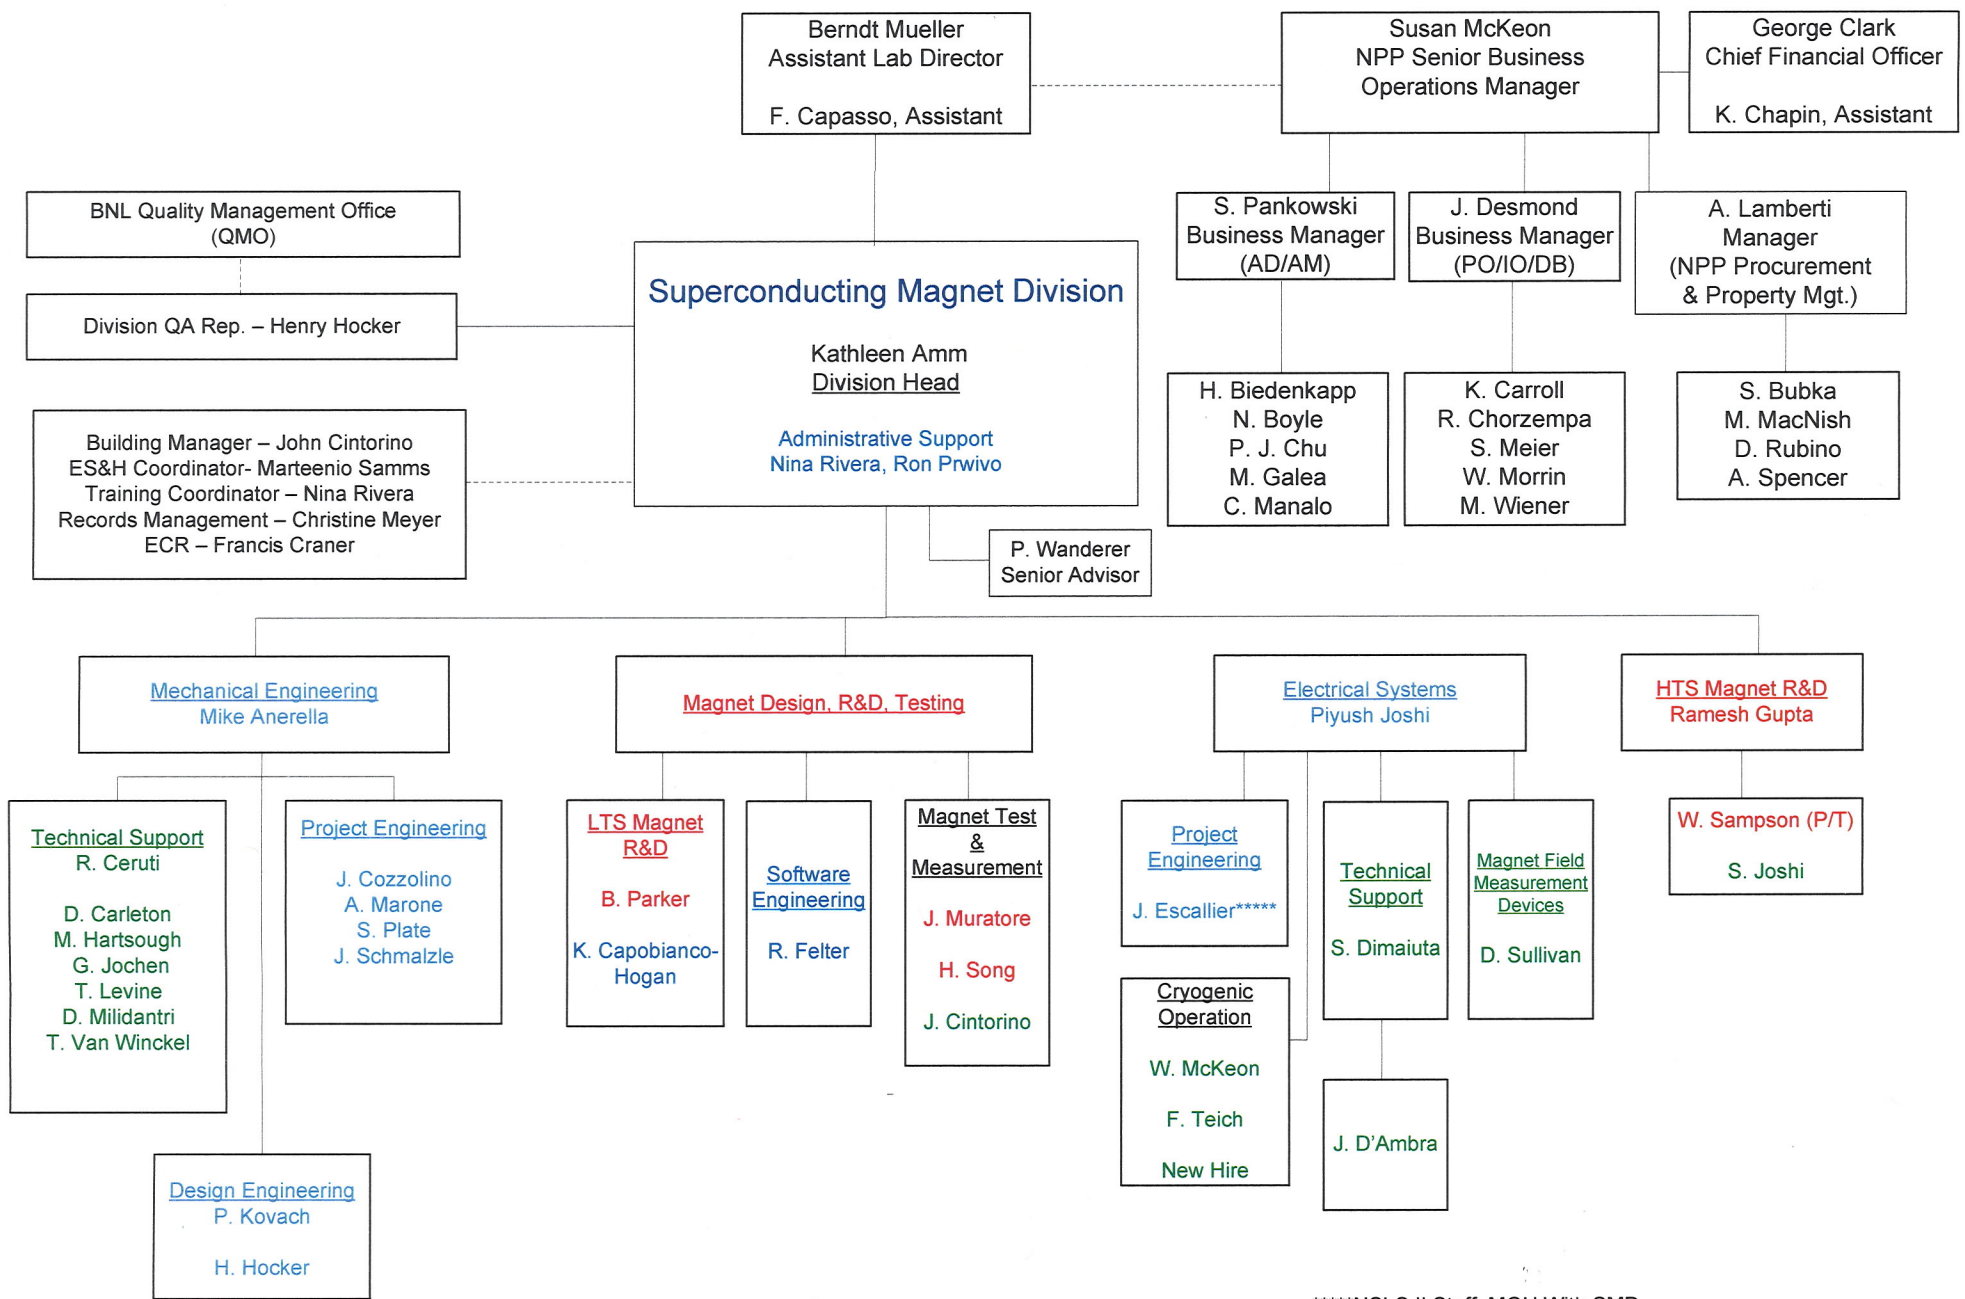 Berndt Mueller
Assistant Lab Director
F. Capasso, Assistant
Susan McKeon
NPP Senior Business
Operations Manager
George Clark
Chief Financial Officer
K. Chapin, Assistant
BNL Quality Management Office
(QMO)
Division QA Rep. – Henry Hocker
Building Manager – John Cintorino
ES&H Coordinator- Marteenio Samms
Training Coordinator – Nina Rivera
Records Management – Christine Meyer
ECR – Francis Craner
Superconducting Magnet Division
Kathleen Amm
Division Head
Administrative Support
Nina Rivera, Ron Prwivo
P. Wanderer
Senior Advisor
S. Pankowski
Business Manager
(AD/AM)
J. Desmond
Business Manager
(PO/IO/DB)
A. Lamberti
Manager
(NPP Procurement
& Property Mgt.)
H. Biedenkapp
N. Boyle
P. J. Chu
M. Galea
C. Manalo
K. Carroll
R. Chorzempa
S. Meier
W. Morrin
M. Wiener
S. Bubka
M. MacNish
D. Rubino
A. Spencer
Mechanical Engineering
Mike Anerella
Magnet Design, R&D, Testing
Electrical Systems
Piyush Joshi
HTS Magnet R&D
Ramesh Gupta
Technical Support
R. Ceruti
D. Carleton
M. Hartsough
G. Jochen
T. Levine
D. Milidantri
T. Van Winckel
Project Engineering
J. Cozzolino
A. Marone
S. Plate
J. Schmalzle
Design Engineering
P. Kovach
H. Hocker
LTS Magnet
R&D
B. Parker
K. Capobianco-
Hogan
Software
Engineering
R. Felter
Magnet Test
&
Measurement
J. Muratore
H. Song
J. Cintorino
Project
Engineering
J. Escallier*****
Cryogenic
Operation
W. McKeon
F. Teich
New Hire
Technical
Support
S. Dimaiuta
J. D'Ambra
Magnet Field
Measurement
Devices
D. Sullivan
W. Sampson (P/T)
S. Joshi